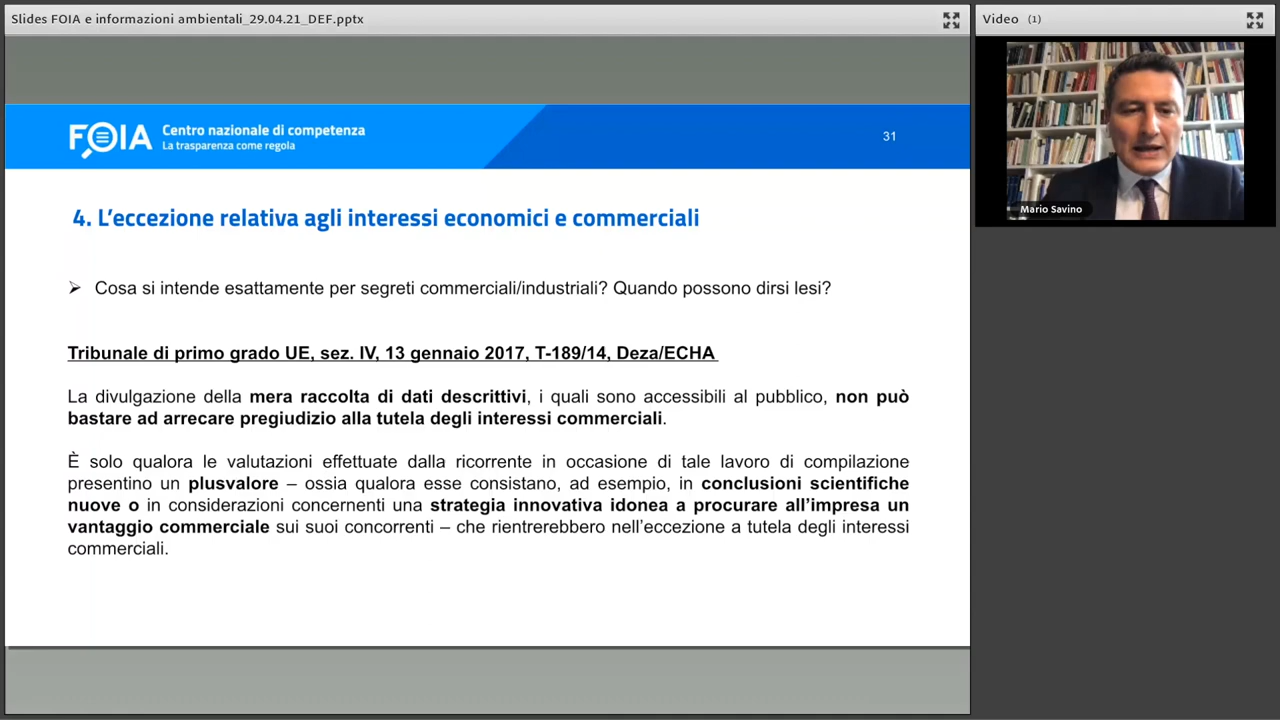 Slides FOIA e informazioni ambientali_29.04.21_DEF.pptx
Video (1)
FOIA
Centro nazionale di competenza
La trasparenza come regola
31
Mario Savino
4. L’eccezione relativa agli interessi economici e commerciali
➢ Cosa si intende esattamente per segreti commerciali/industriali? Quando possono dirsi lesi?
Tribunale di primo grado UE, sez. IV, 13 gennaio 2017, T-189/14, Deza/ECHA
La divulgazione della mera raccolta di dati descrittivi, i quali sono accessibili al pubblico, non può
bastare ad arrecare pregiudizio alla tutela degli interessi commerciali.
È solo qualora le valutazioni effettuate dalla ricorrente in occasione di tale lavoro di compilazione
presentino un plusvalore – ossia qualora esse consistano, ad esempio, in conclusioni scientifiche
nuove o in considerazioni concernenti una strategia innovativa idonea a procurare all’impresa un
vantaggio commerciale sui suoi concorrenti – che rientrerebbero nell’eccezione a tutela degli interessi
commerciali.